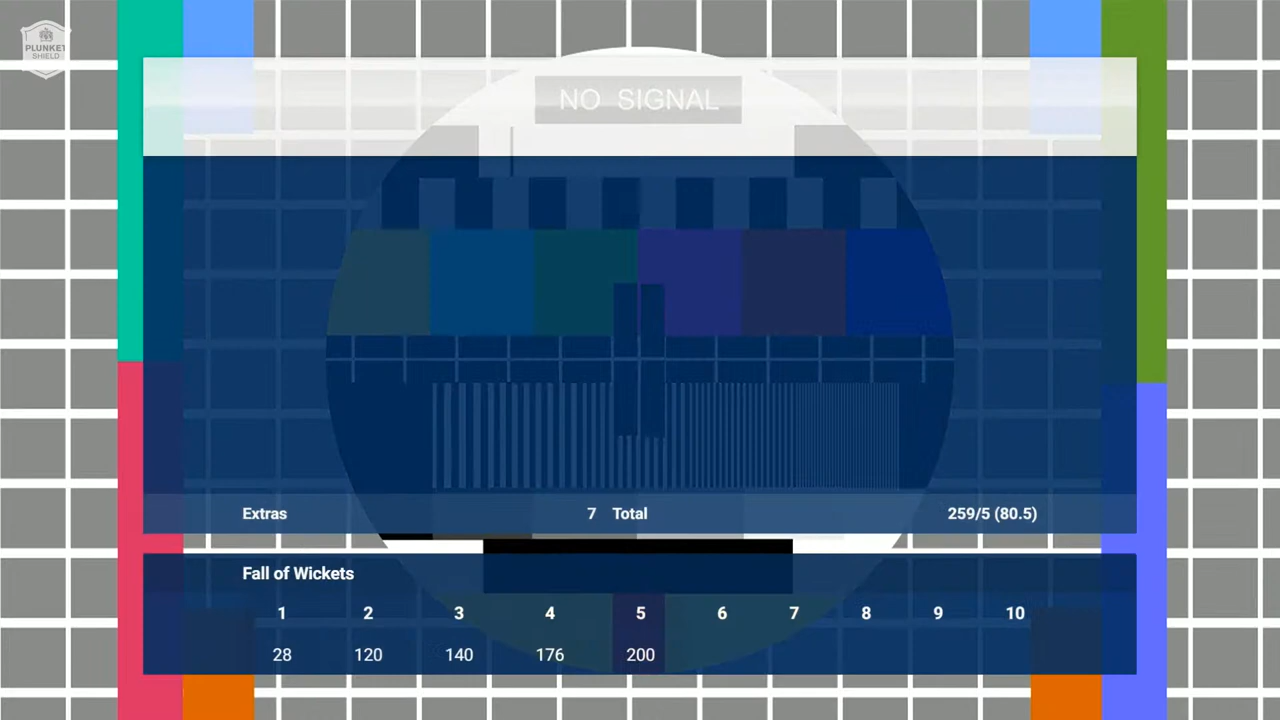 PLUNKET
SHIELD
NO SIGNAL
Extras 7 Total 259/5 (80.5)
Fall of Wickets
1 2 3 4 5 6 7 8 9 10
28 120 140 176 200